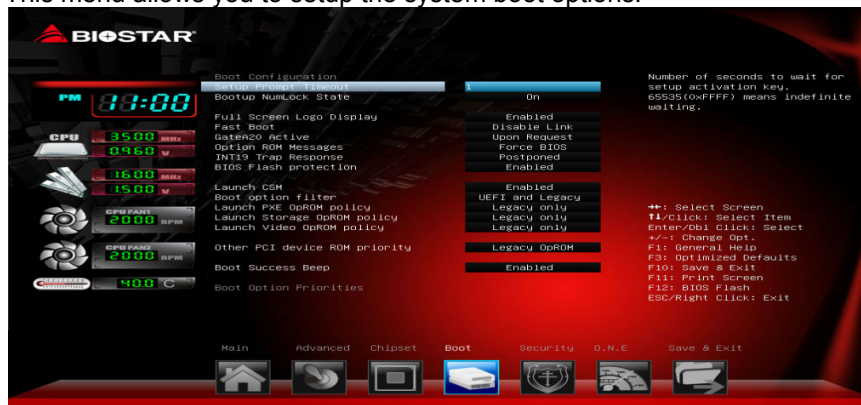 This menu allows you to setup the system boot options.
BIOSTAR
PM 11:00
CPU 3500 MHz
0.960 V
1600 MHz
1.500 V
CPU FAN1
2000 RPM
CPU FAN2
2000 RPM
40.0 C
Boot Configuration
Setup Prompt Timeout 1
Bootup NumLock State On
Full Screen Logo Display Enabled
Fast Boot Disable Link
GateA20 Active Upon Request
Option ROM Messages Force BIOS
INT19 Trap Response Postponed
BIOS Flash protection Enabled
Launch CSM Enabled
Boot option filter UEFI and Legacy
Launch PXE OpROM policy Legacy only
Launch Storage OpROM policy Legacy only
Launch Video OpROM policy Legacy only
Other PCI device ROM priority Legacy OpROM
Boot Success Beep Enabled
Boot Option Priorities
Number of seconds to wait for
setup activation key.
65535(0xFFFF) means indefinite
waiting.
→←: Select Screen
↑↓/Click: Select Item
Enter/Dbl Click: Select
+/-: Change Opt.
F1: General Help
F3: Optimized Defaults
F10: Save & Exit
F11: Print Screen
F12: BIOS Flash
ESC/Right Click: Exit
Main Advanced Chipset Boot Security O.N.E Save & Exit